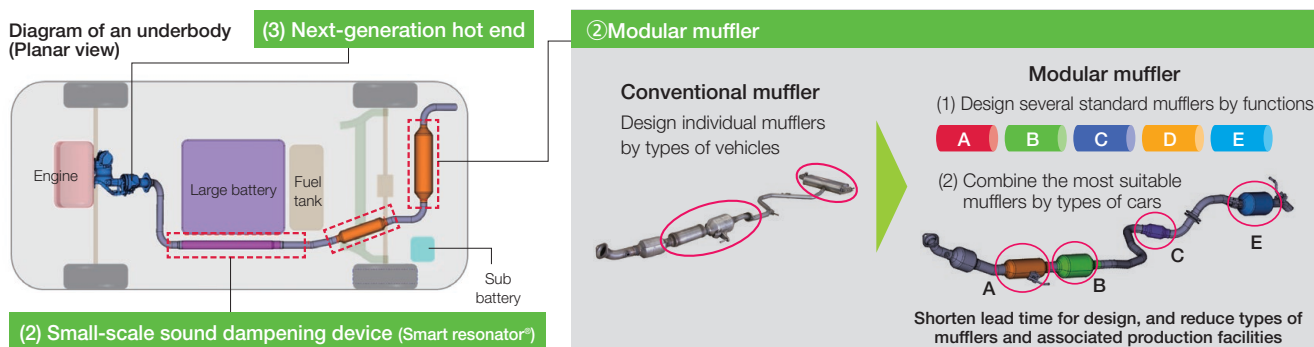 Diagram of an underbody
(Planar view)
(3) Next-generation hot end
Engine
Large battery
Fuel
tank
Sub
battery
(2) Small-scale sound dampening device (Smart resonator®)
②Modular muffler
Conventional muffler
Design individual mufflers
by types of vehicles
Modular muffler
(1) Design several standard mufflers by functions
A B C D E
(2) Combine the most suitable
mufflers by types of cars
A
B
C
E
Shorten lead time for design, and reduce types of
mufflers and associated production facilities